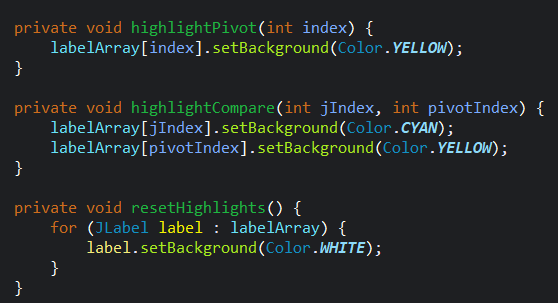 private void highlightPivot(int index) {
    labelArray[index].setBackground(Color.YELLOW);
}

private void highlightCompare(int jIndex, int pivotIndex) {
    labelArray[jIndex].setBackground(Color.CYAN);
    labelArray[pivotIndex].setBackground(Color.YELLOW);
}

private void resetHighlights() {
    for (JLabel label : labelArray) {
        label.setBackground(Color.WHITE);
    }
}